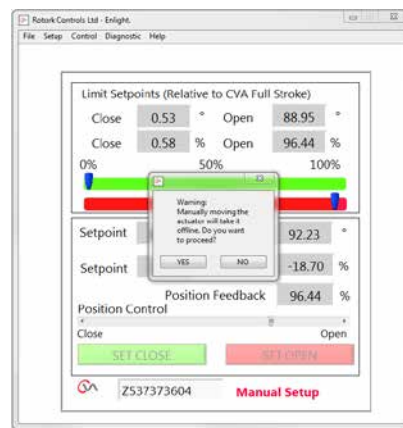 Rotork Controls Ltd - Enlight.
File Setup Control Diagnostic Help
Limit Setpoints (Relative to CVA Full Stroke)
Close 0.53 ° Open 88.95 °
Close 0.58 % Open 96.44 %
0% 50% 100%
Warning:
Manually moving the
actuator will take it
offline. Do you want
to proceed?
YES NO
Setpoint 92.23 °
Setpoint -18.70 %
Position Feedback 96.44 %
Position Control
Close Open
SET CLOSE SET OPEN
Z537373604 Manual Setup